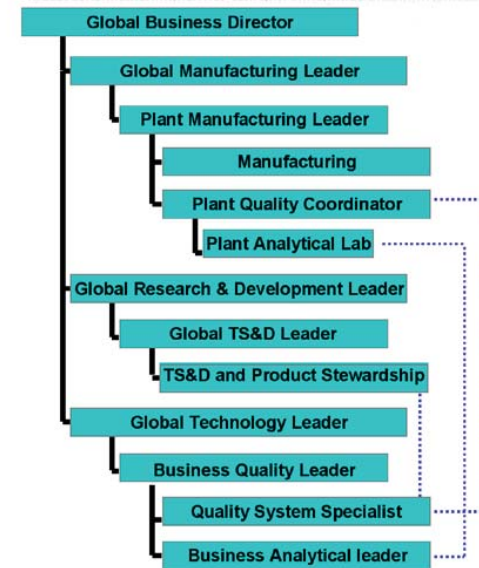 Global Business Director
Global Manufacturing Leader
Plant Manufacturing Leader
Manufacturing
Plant Quality Coordinator
Plant Analytical Lab
Global Research & Development Leader
Global TS&D Leader
TS&D and Product Stewardship
Global Technology Leader
Business Quality Leader
Quality System Specialist
Business Analytical leader